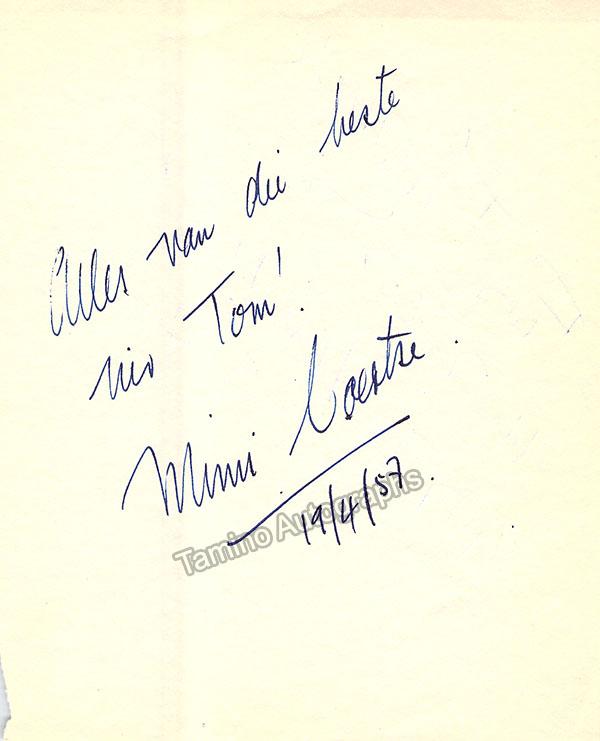 Alles van die beste
vir Tom!
Mimi Coertse.
19/4/57.
Tamino Autographs